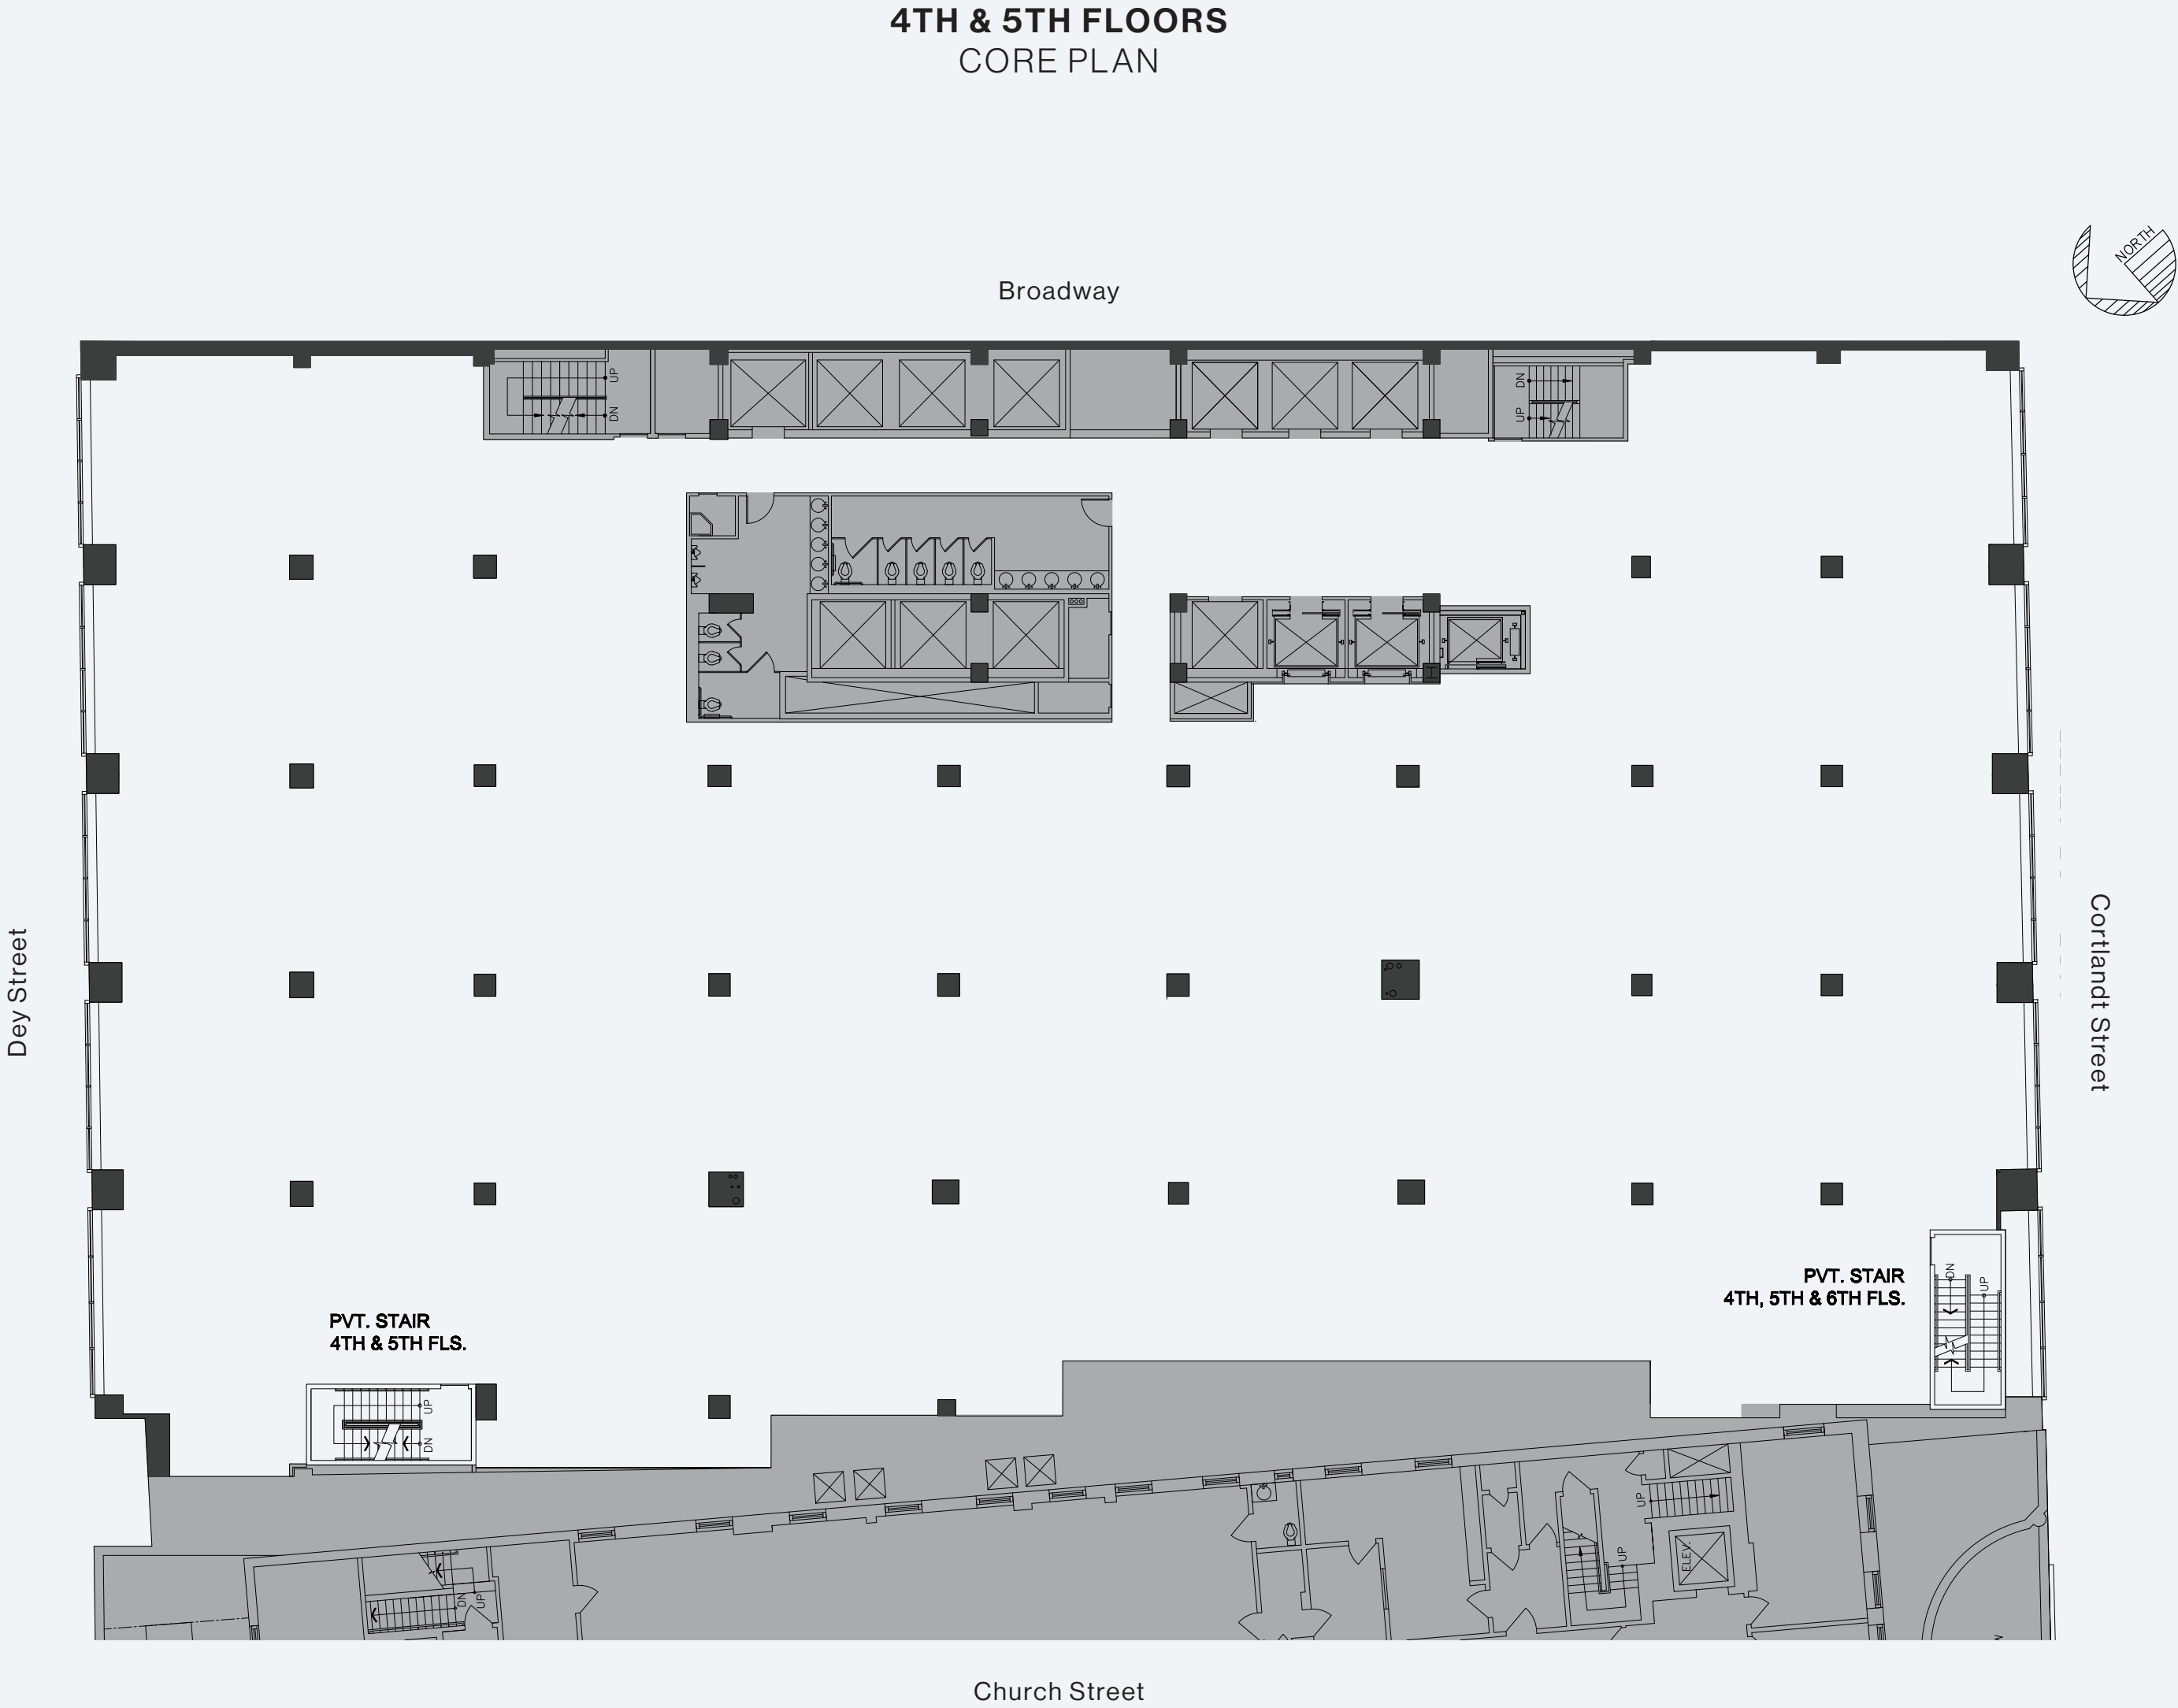 4TH & 5TH FLOORS
CORE PLAN
NORTH
Broadway
UP
DN
DN
UP
Dey Street
Cortlandt Street
PVT. STAIR
4TH, 5TH & 6TH FLS.
DN
UP
PVT. STAIR
4TH & 5TH FLS.
UP
DN
UP
UP
ELEV.
DN
UP
Church Street